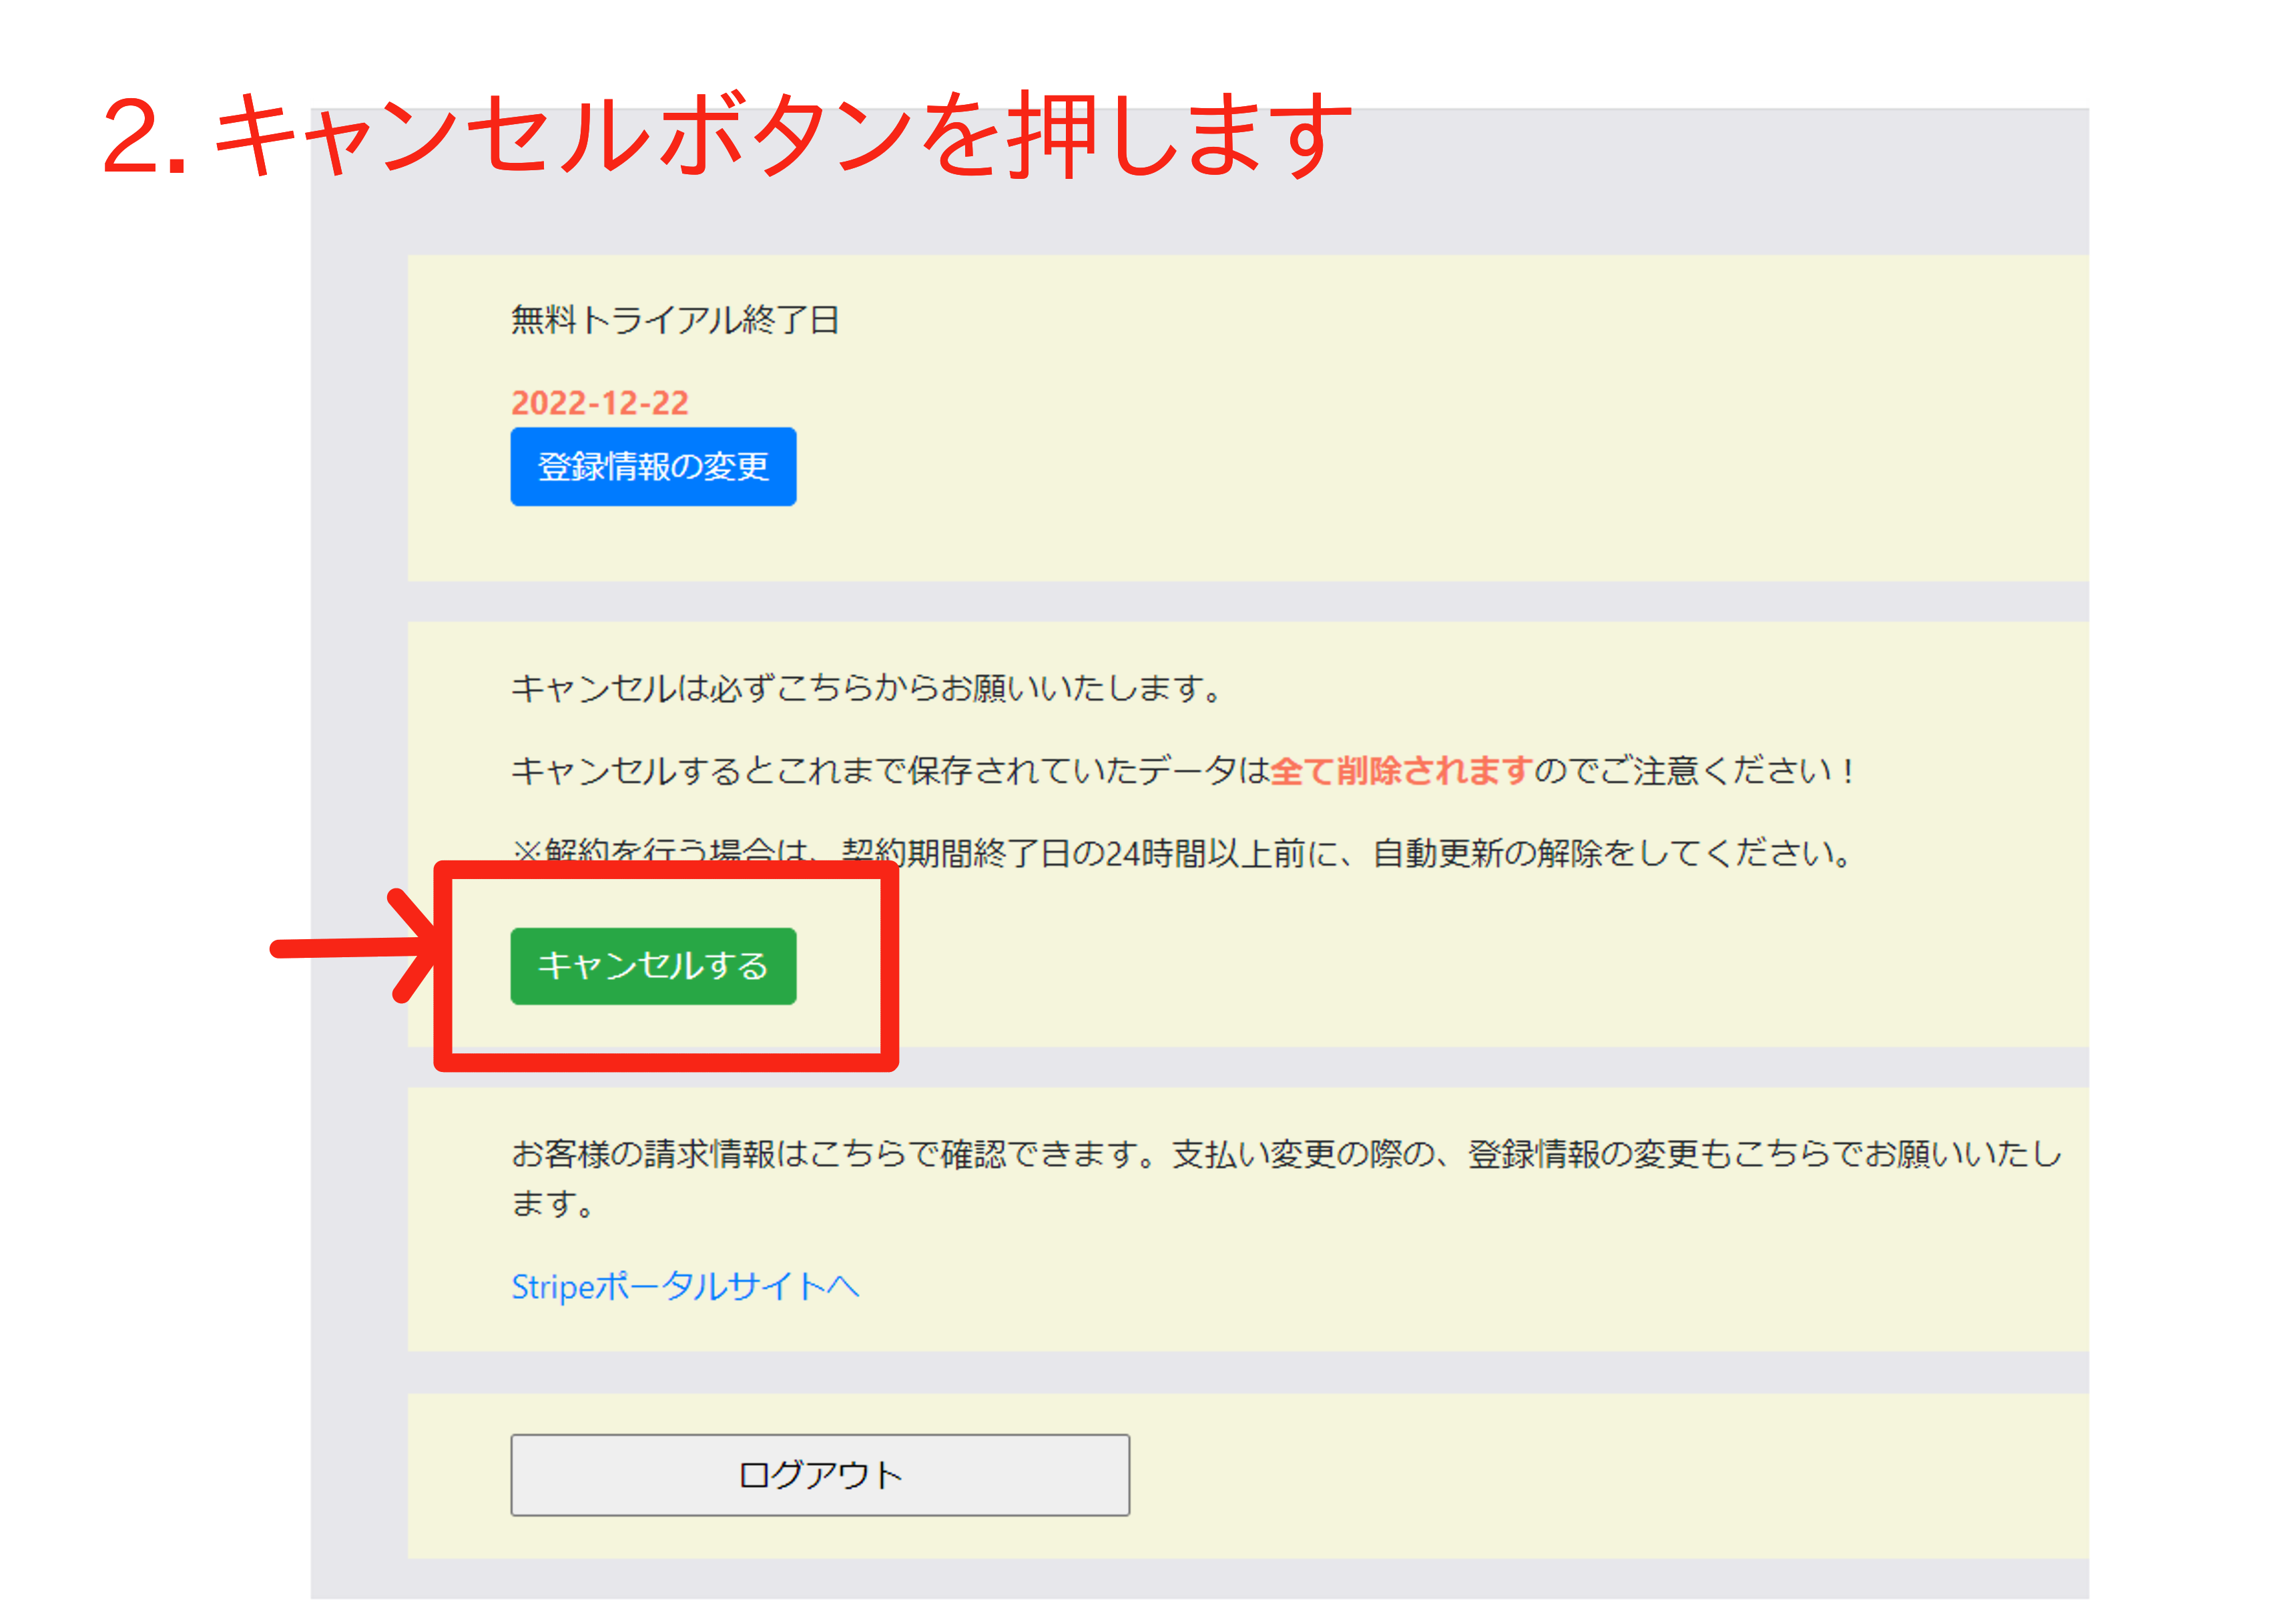 2.キャンセルボタンを押します
無料トライアル終了日
2022-12-22
登録情報の変更
キャンセルは必ずこちらからお願いいたします。
キャンセルするとこれまで保存されていたデータは全て削除されますのでご注意ください！
※解約を行う場合は、契約期間終了日の24時間以上前に、自動更新の解除をしてください。
キャンセルする
お客様の請求情報はこちらで確認できます。支払い変更の際の、登録情報の変更もこちらでお願いいたし
ます。
Stripeポータルサイトへ
ログアウト